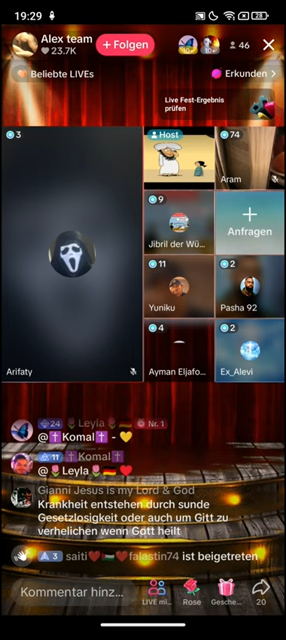 19:29
28
Alex team
23.7K
+ Folgen
10+
46
Beliebte LIVEs
Erkunden >
Live Fest-Ergebnis
prüfen
3
Host
74
Aram
9
Jibril der Wü...
Anfragen
11
Yuniku
2
Pasha 92
Arifaty
4
Ayman Eljafo...
2
Ex_Alevi
24 Leyla Nr. 1
@✝️Komal✝️ - 💛
11 ✝️Komal✝️
@🌷Leyla🌷🇩🇪❤️
Gianni Jesus is my Lord & God
Krankheit entstehen durch sunde
Gesetzlosigkeit oder auch um Gitt zu
verhelichen wenn Gott heilt
3 saiti❤️🇵🇸❤️falastin74 ist beigetreten
Kommentar hinz...
LIVE mi...
Rose
Gesche...
20